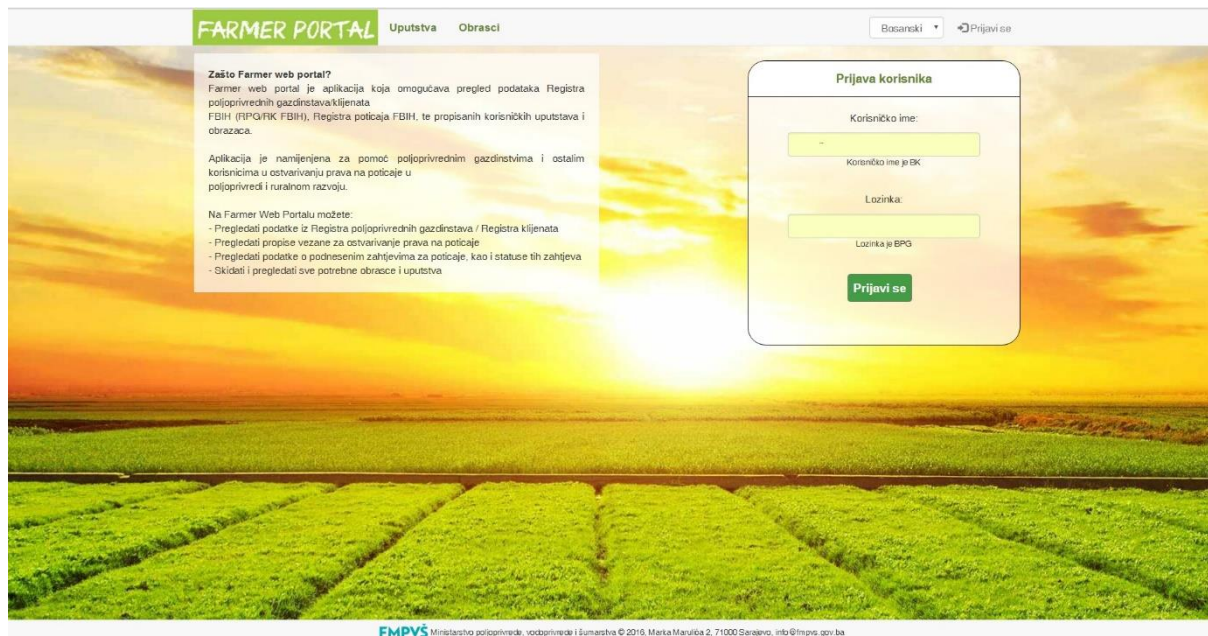 FARMER PORTAL Uputstva Obrasci Bosanski Prijavi se
Zašto Farmer web portal?
Farmer web portal je aplikacija koja omogućava pregled podataka Registra
poljoprivrednih gazdinstava/klijenata
FBIH (RPG/RK FBIH), Registra poticaja FBIH, te propisanih korisničkih uputstava i
obrazaca.
Aplikacija je namijenjena za pomoć poljoprivrednim gazdinstvima i ostalim
korisnicima u ostvarivanju prava na poticaje u
poljoprivredi i ruralnom razvoju.
Na Farmer Web Portalu možete:
- Pregledati podatke iz Registra poljoprivrednih gazdinstava / Registra klijenata
- Pregledati propise vezane za ostvarivanje prava na poticaje
- Pregledati podatke o podnesenim zahtjevima za poticaje, kao i statuse tih zahtjeva
- Skidati i pregledati sve potrebne obrasce i uputstva
Prijava korisnika
Korisničko ime:
Korisničko ime je BK
Lozinka:
Lozinka je BPG
Prijavi se
FMPVŠ Ministarstvo poljoprivrede, vodoprivrede i šumarstva © 2016, Marka Marulića 2, 71000 Sarajevo, info@fmpvs.gov.ba